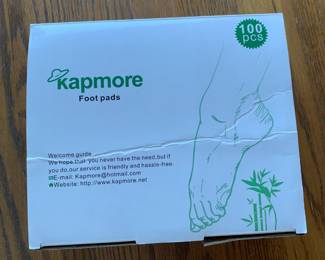 100
pcs
Kapmore
Foot pads
Welcome guide
We hope that you never have the need, but if
you do, our service is friendly and hassle-free.
E-mail: Kapmore@hotmail.com
Website: http://www.kapmore.net